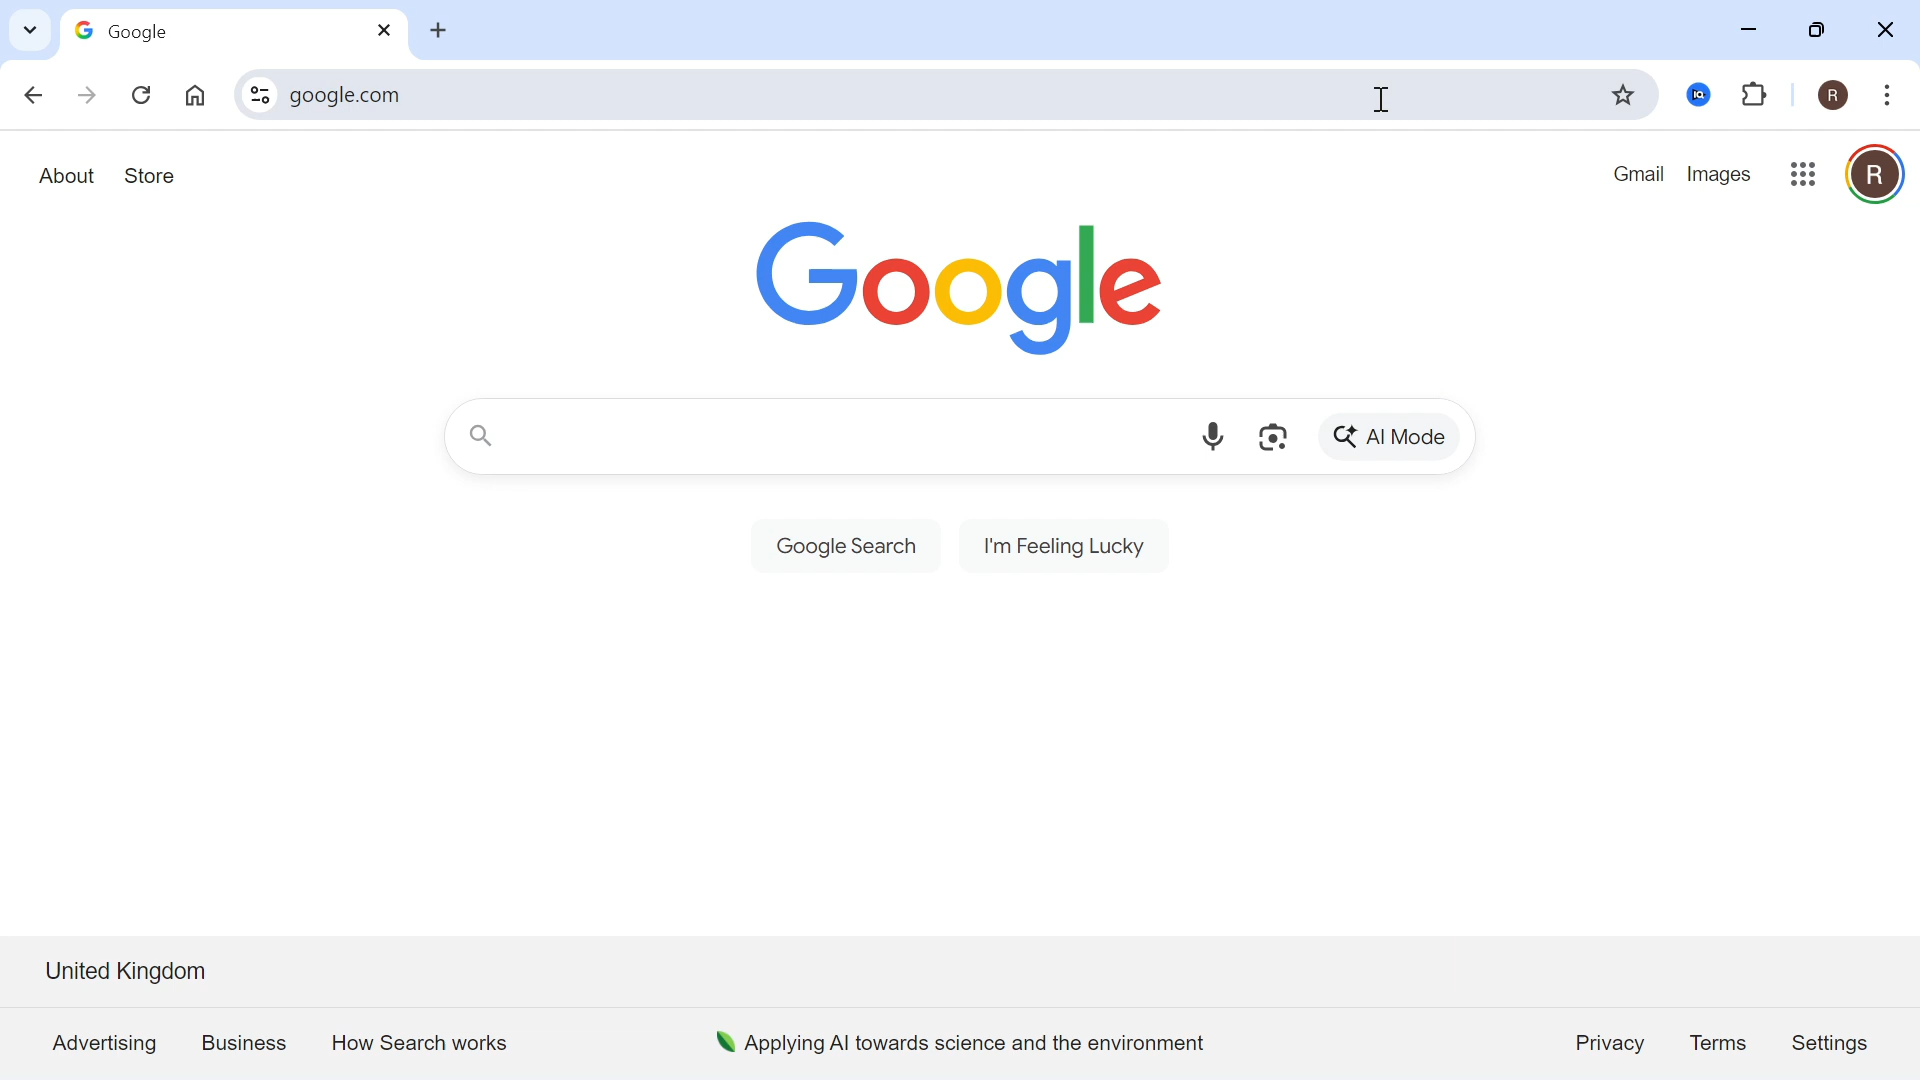 Google
google.com
R
About Store Gmail Images R
Google
AI Mode
Google Search I'm Feeling Lucky
United Kingdom
Advertising Business How Search works Applying AI towards science and the environment Privacy Terms Settings